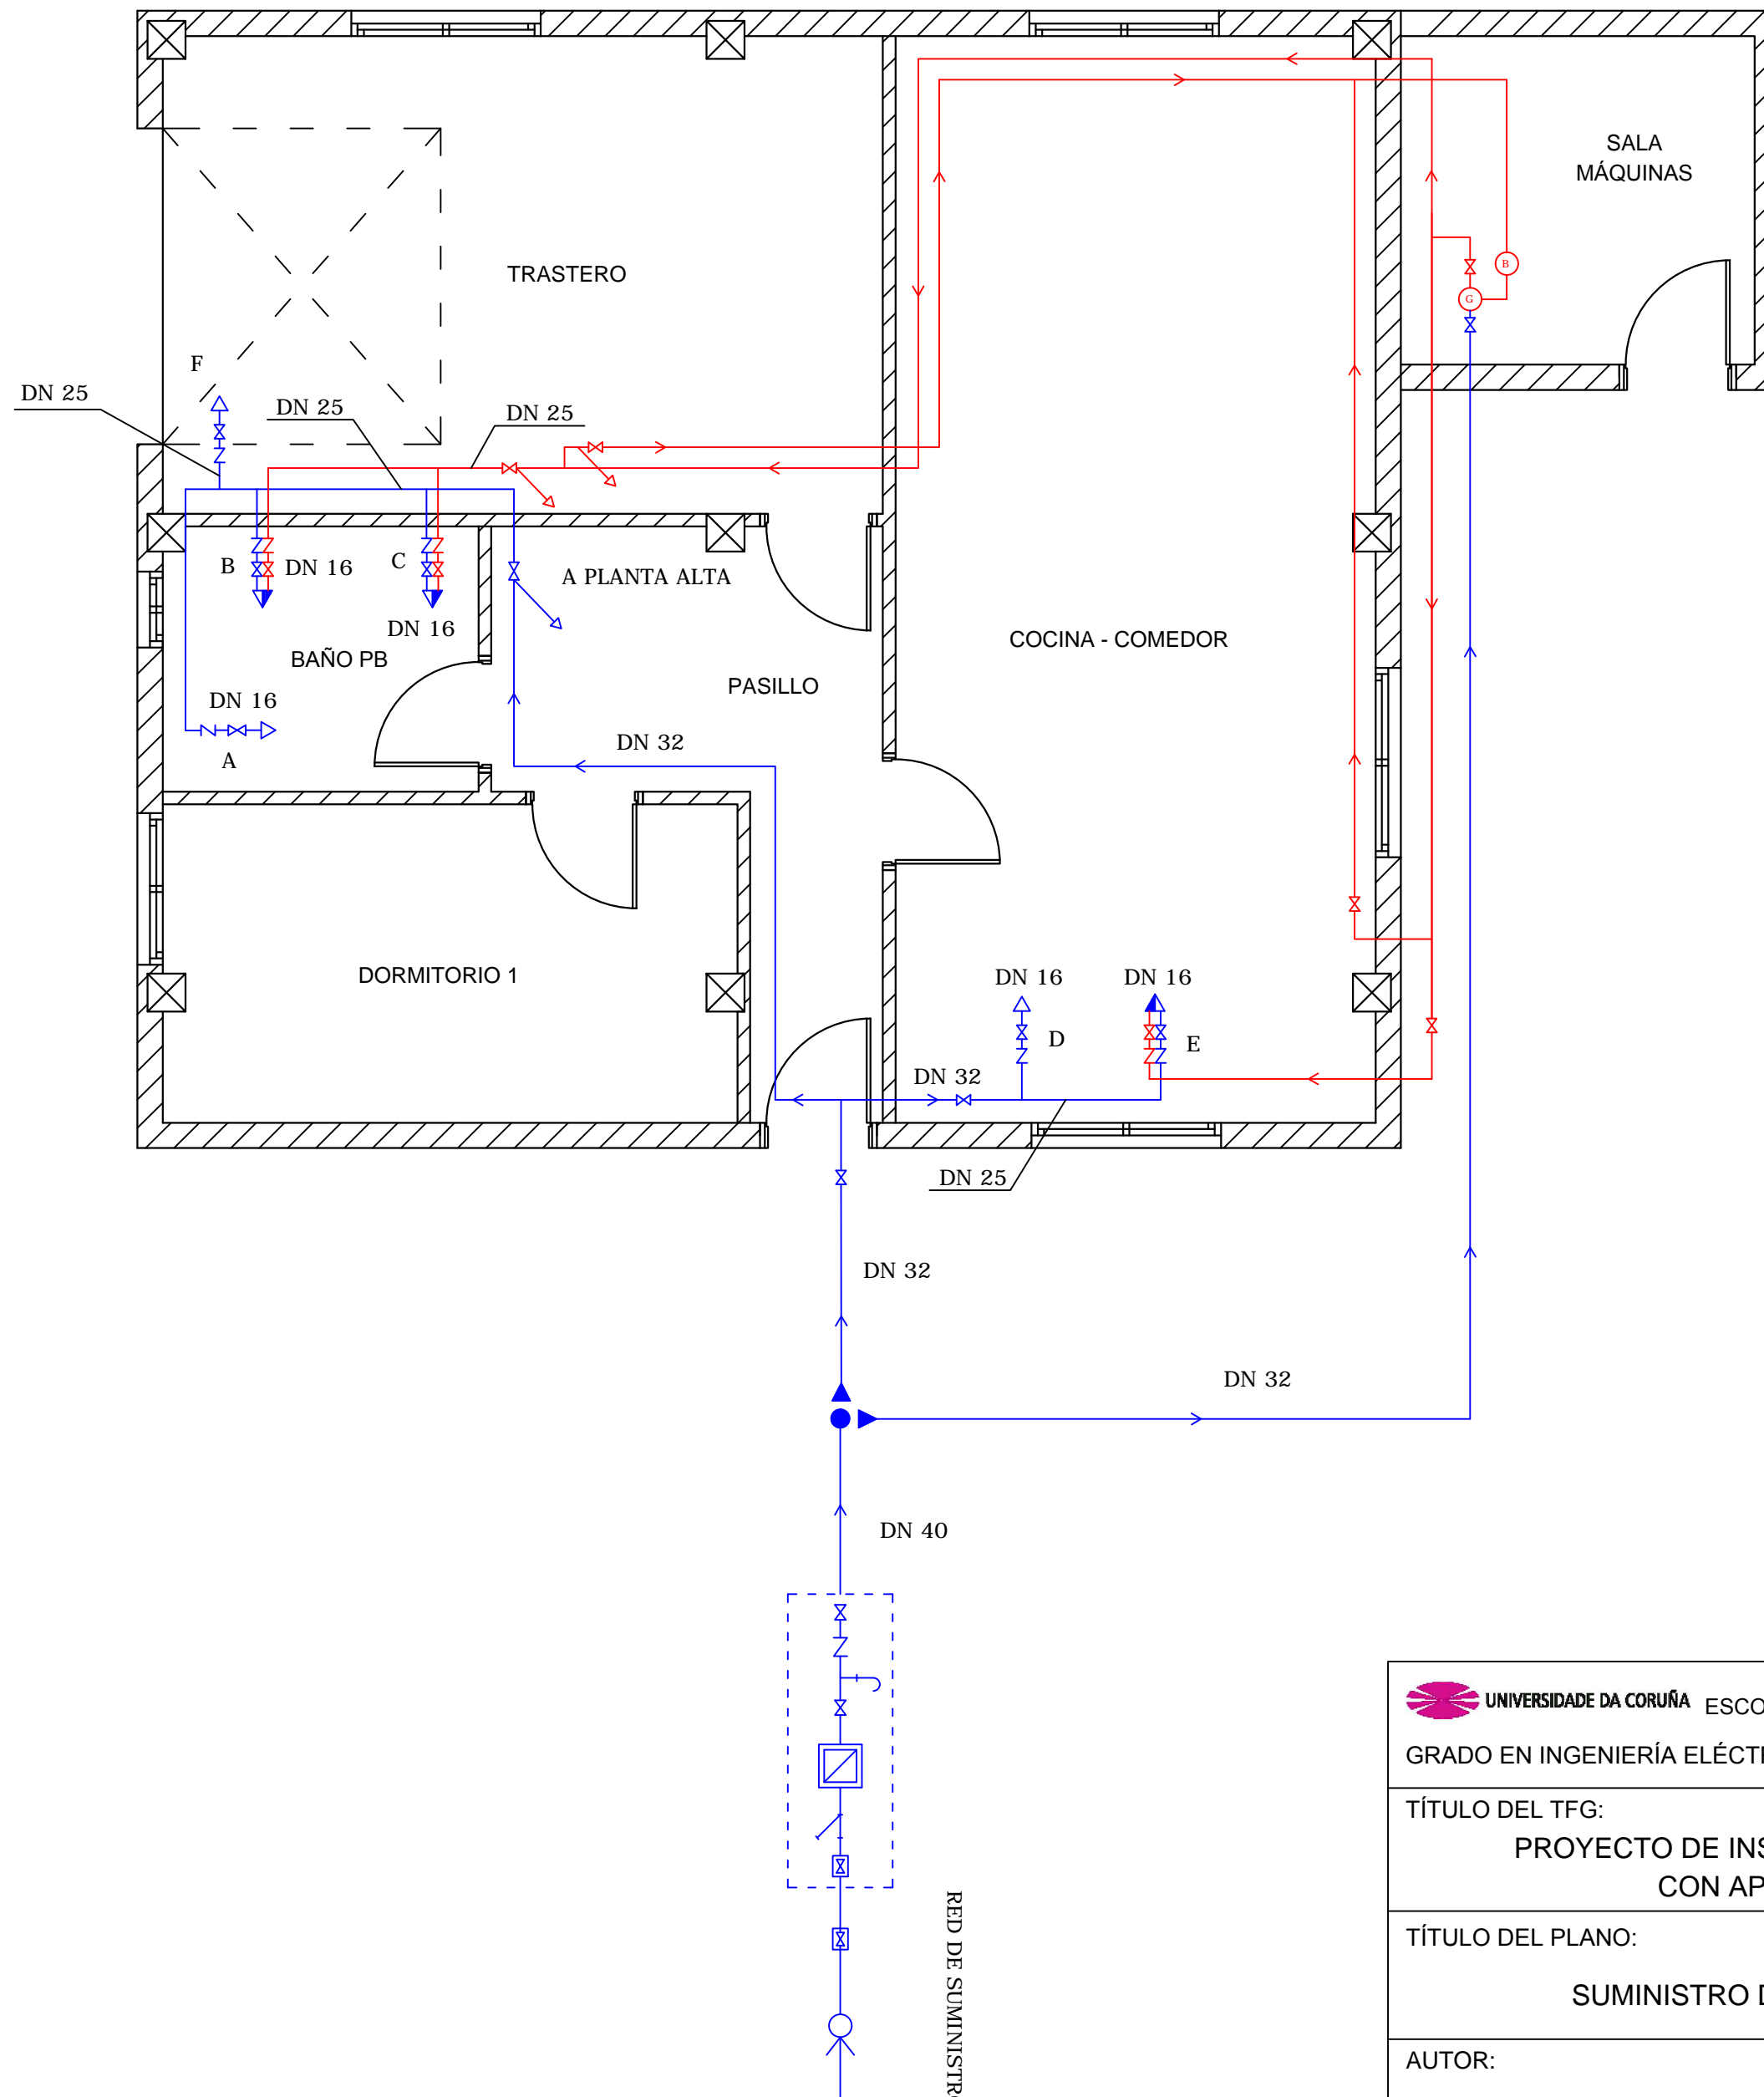 SALA
MÁQUINAS
B
G
TRASTERO
F
DN 25
DN 25
DN 25
B
DN 16
C
A PLANTA ALTA
DN 16
BAÑO PB
COCINA - COMEDOR
PASILLO
DN 16
A
DN 32
DORMITORIO 1
DN 16
DN 16
D
E
DN 32
DN 25
DN 32
DN 32
DN 40
RED DE SUMINISTRO
UNIVERSIDADE DA CORUÑA ESCO
GRADO EN INGENIERÍA ELÉCT
TÍTULO DEL TFG:
PROYECTO DE INS
CON AP
TÍTULO DEL PLANO:
SUMINISTRO D
AUTOR: